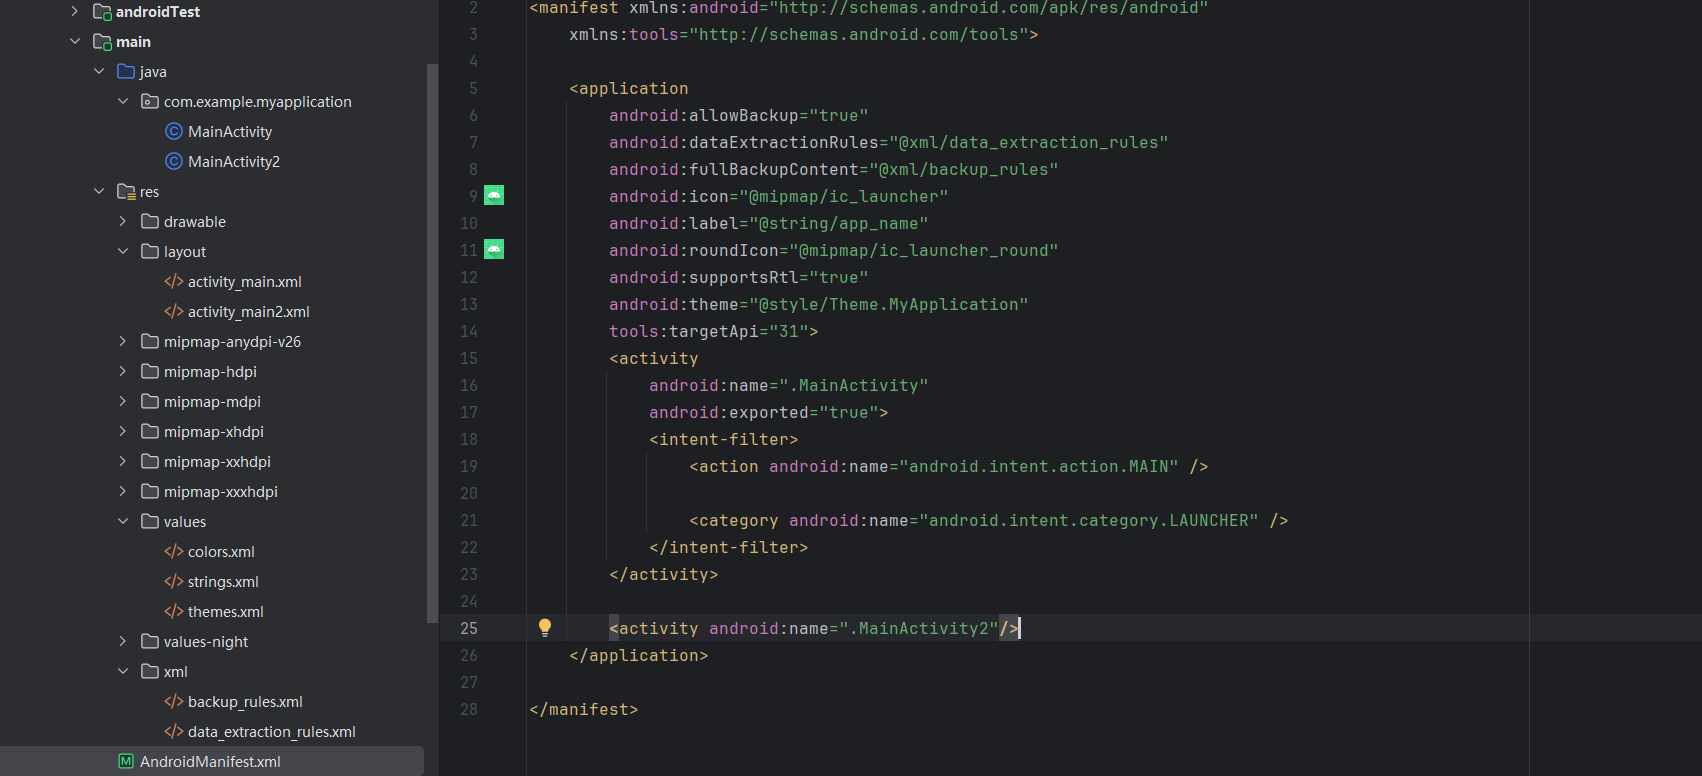 androidTest
main
java
com.example.myapplication
MainActivity
MainActivity2
res
drawable
layout
activity_main.xml
activity_main2.xml
mipmap-anydpi-v26
mipmap-hdpi
mipmap-mdpi
mipmap-xhdpi
mipmap-xxhdpi
mipmap-xxxhdpi
values
colors.xml
strings.xml
themes.xml
values-night
xml
backup_rules.xml
data_extraction_rules.xml
AndroidManifest.xml
2 <manifest xmlns:android="http://schemas.android.com/apk/res/android"
3     xmlns:tools="http://schemas.android.com/tools">
4
5     <application
6         android:allowBackup="true"
7         android:dataExtractionRules="@xml/data_extraction_rules"
8         android:fullBackupContent="@xml/backup_rules"
9         android:icon="@mipmap/ic_launcher"
10         android:label="@string/app_name"
11         android:roundIcon="@mipmap/ic_launcher_round"
12         android:supportsRtl="true"
13         android:theme="@style/Theme.MyApplication"
14         tools:targetApi="31">
15         <activity
16             android:name=".MainActivity"
17             android:exported="true">
18             <intent-filter>
19                 <action android:name="android.intent.action.MAIN" />
20
21                 <category android:name="android.intent.category.LAUNCHER" />
22             </intent-filter>
23         </activity>
24
25         <activity android:name=".MainActivity2"/>
26     </application>
27
28 </manifest>